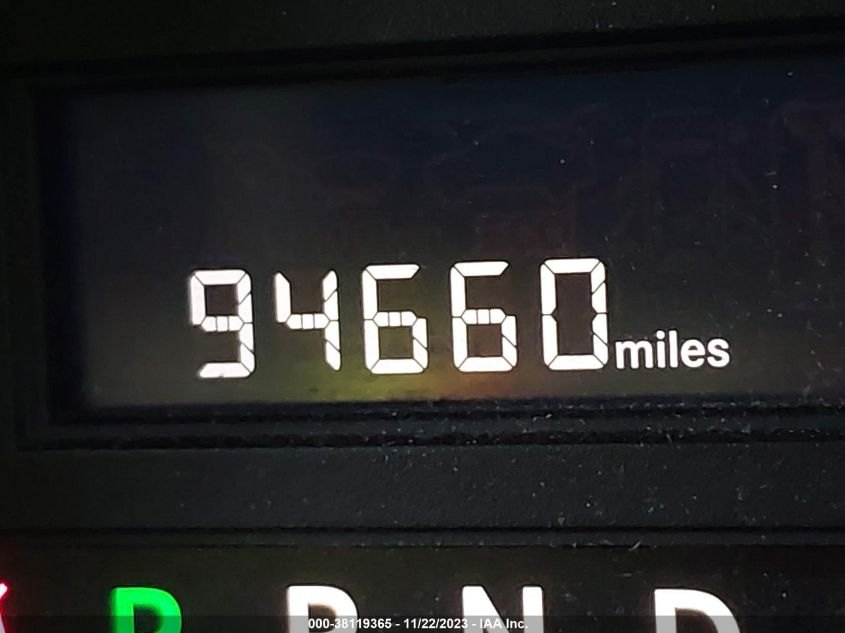 94660 miles
P R N D
000-38119365 - 11/22/2023 - IAA Inc.